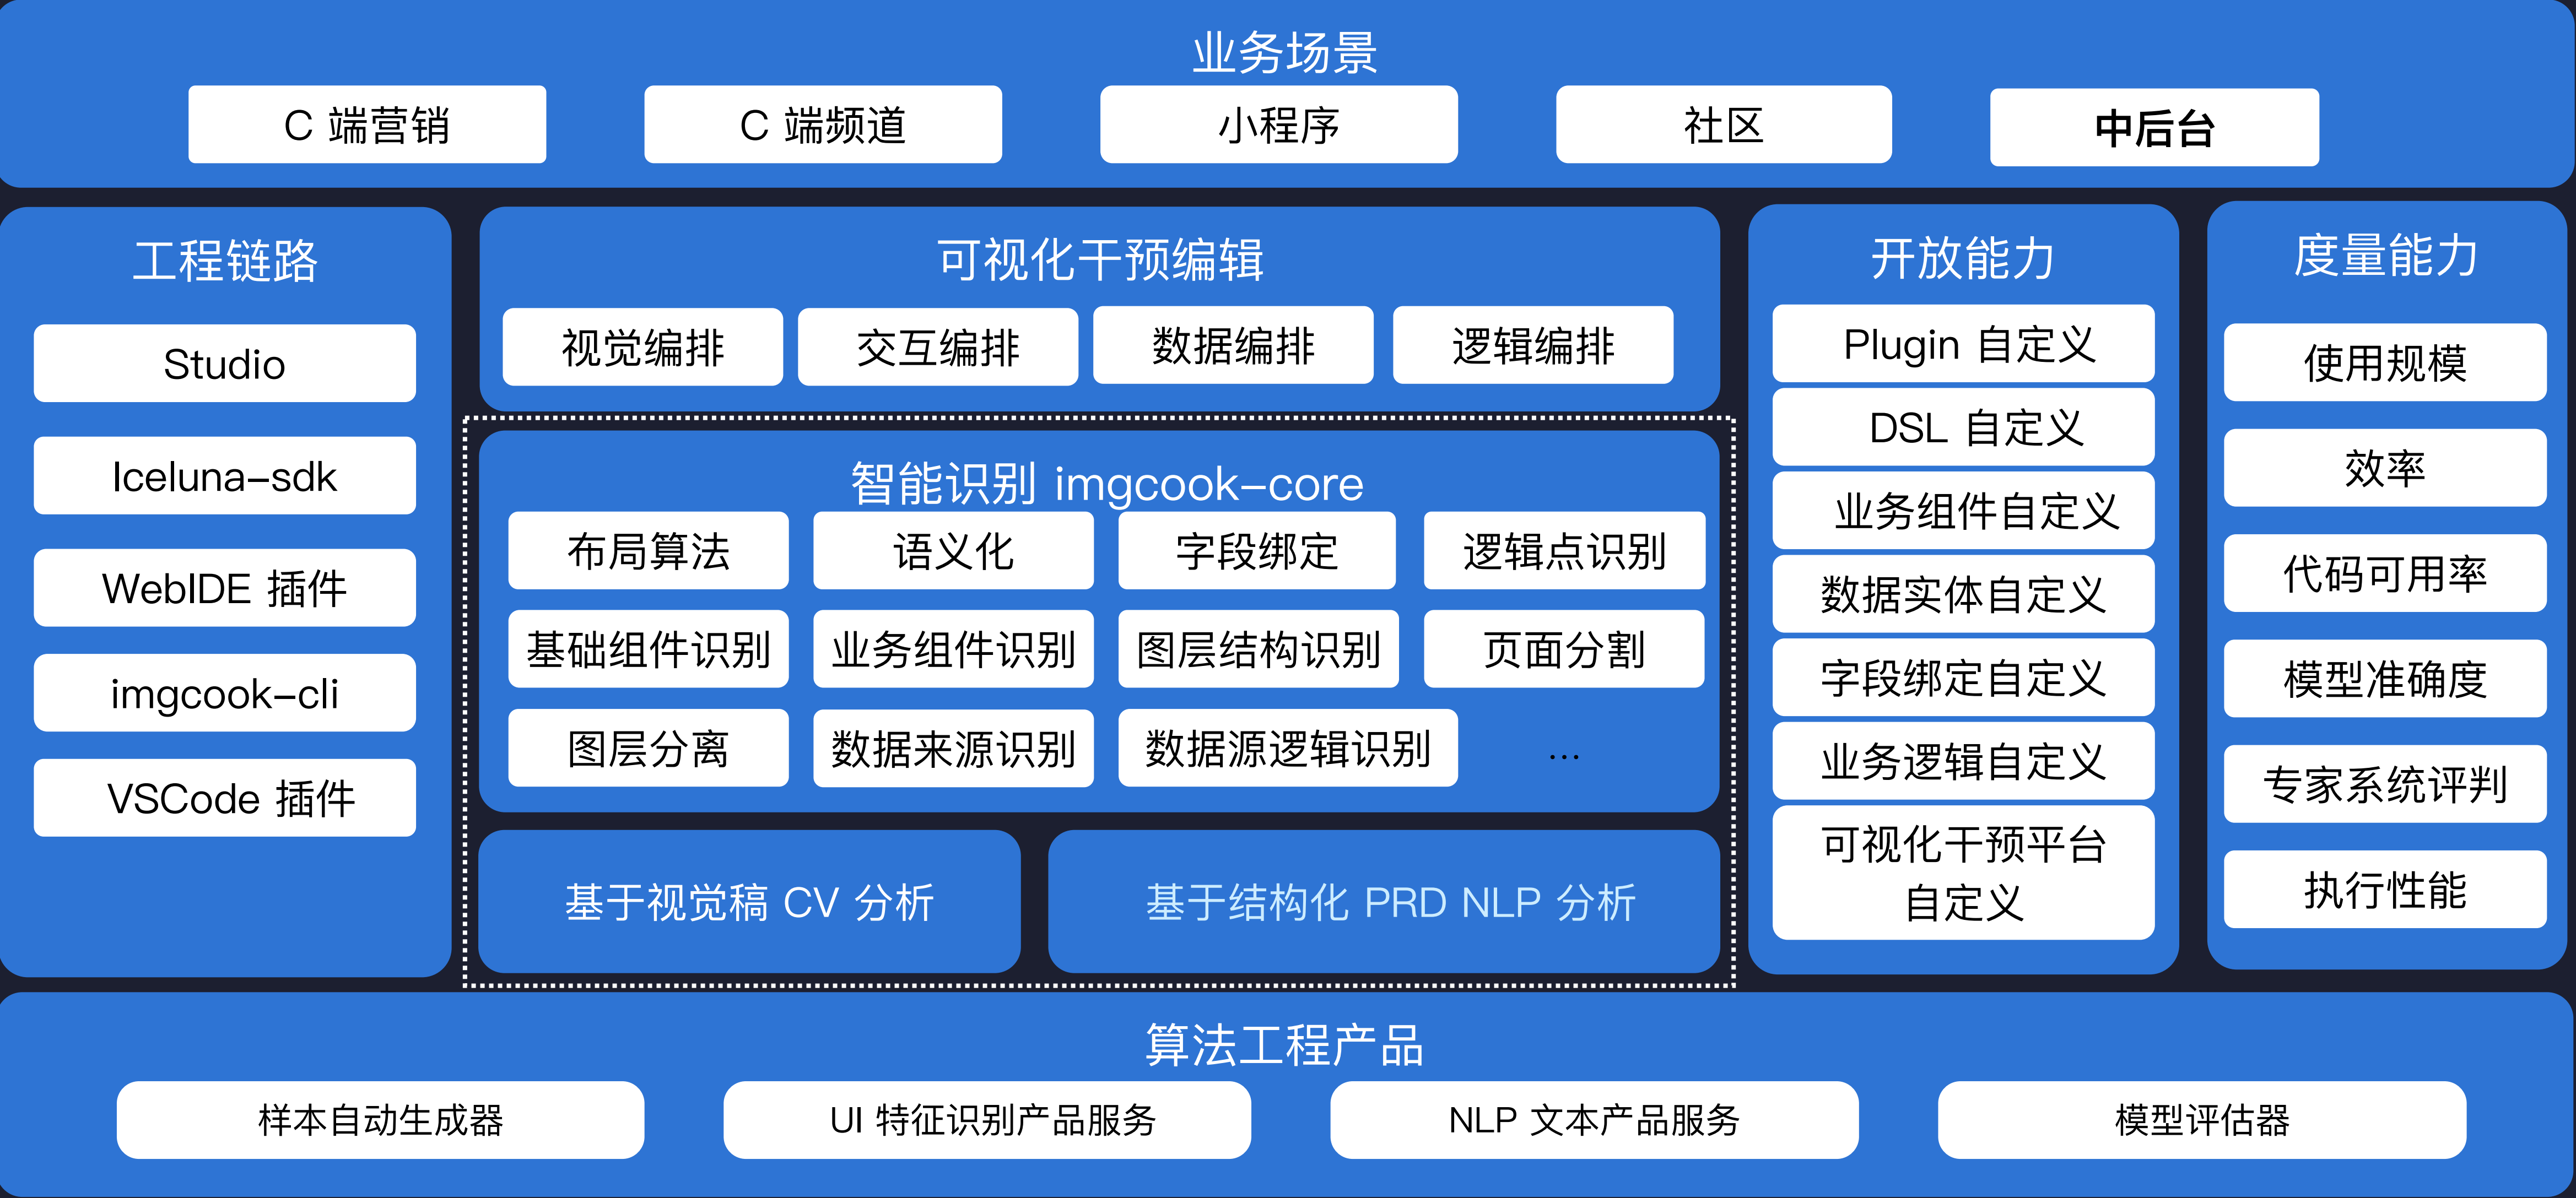 业务场景
C 端营销
C 端频道
小程序
社区
中后台
工程链路
Studio
Iceluna-sdk
WebIDE 插件
imgcook-cli
VSCode 插件
可视化干预编辑
视觉编排
交互编排
数据编排
逻辑编排
智能识别 imgcook-core
布局算法
语义化
字段绑定
逻辑点识别
基础组件识别
业务组件识别
图层结构识别
页面分割
图层分离
数据来源识别
数据源逻辑识别
...
基于视觉稿 CV 分析
基于结构化 PRD NLP 分析
开放能力
Plugin 自定义
DSL 自定义
业务组件自定义
数据实体自定义
字段绑定自定义
业务逻辑自定义
可视化干预平台
自定义
度量能力
使用规模
效率
代码可用率
模型准确度
专家系统评判
执行性能
算法工程产品
样本自动生成器
UI 特征识别产品服务
NLP 文本产品服务
模型评估器